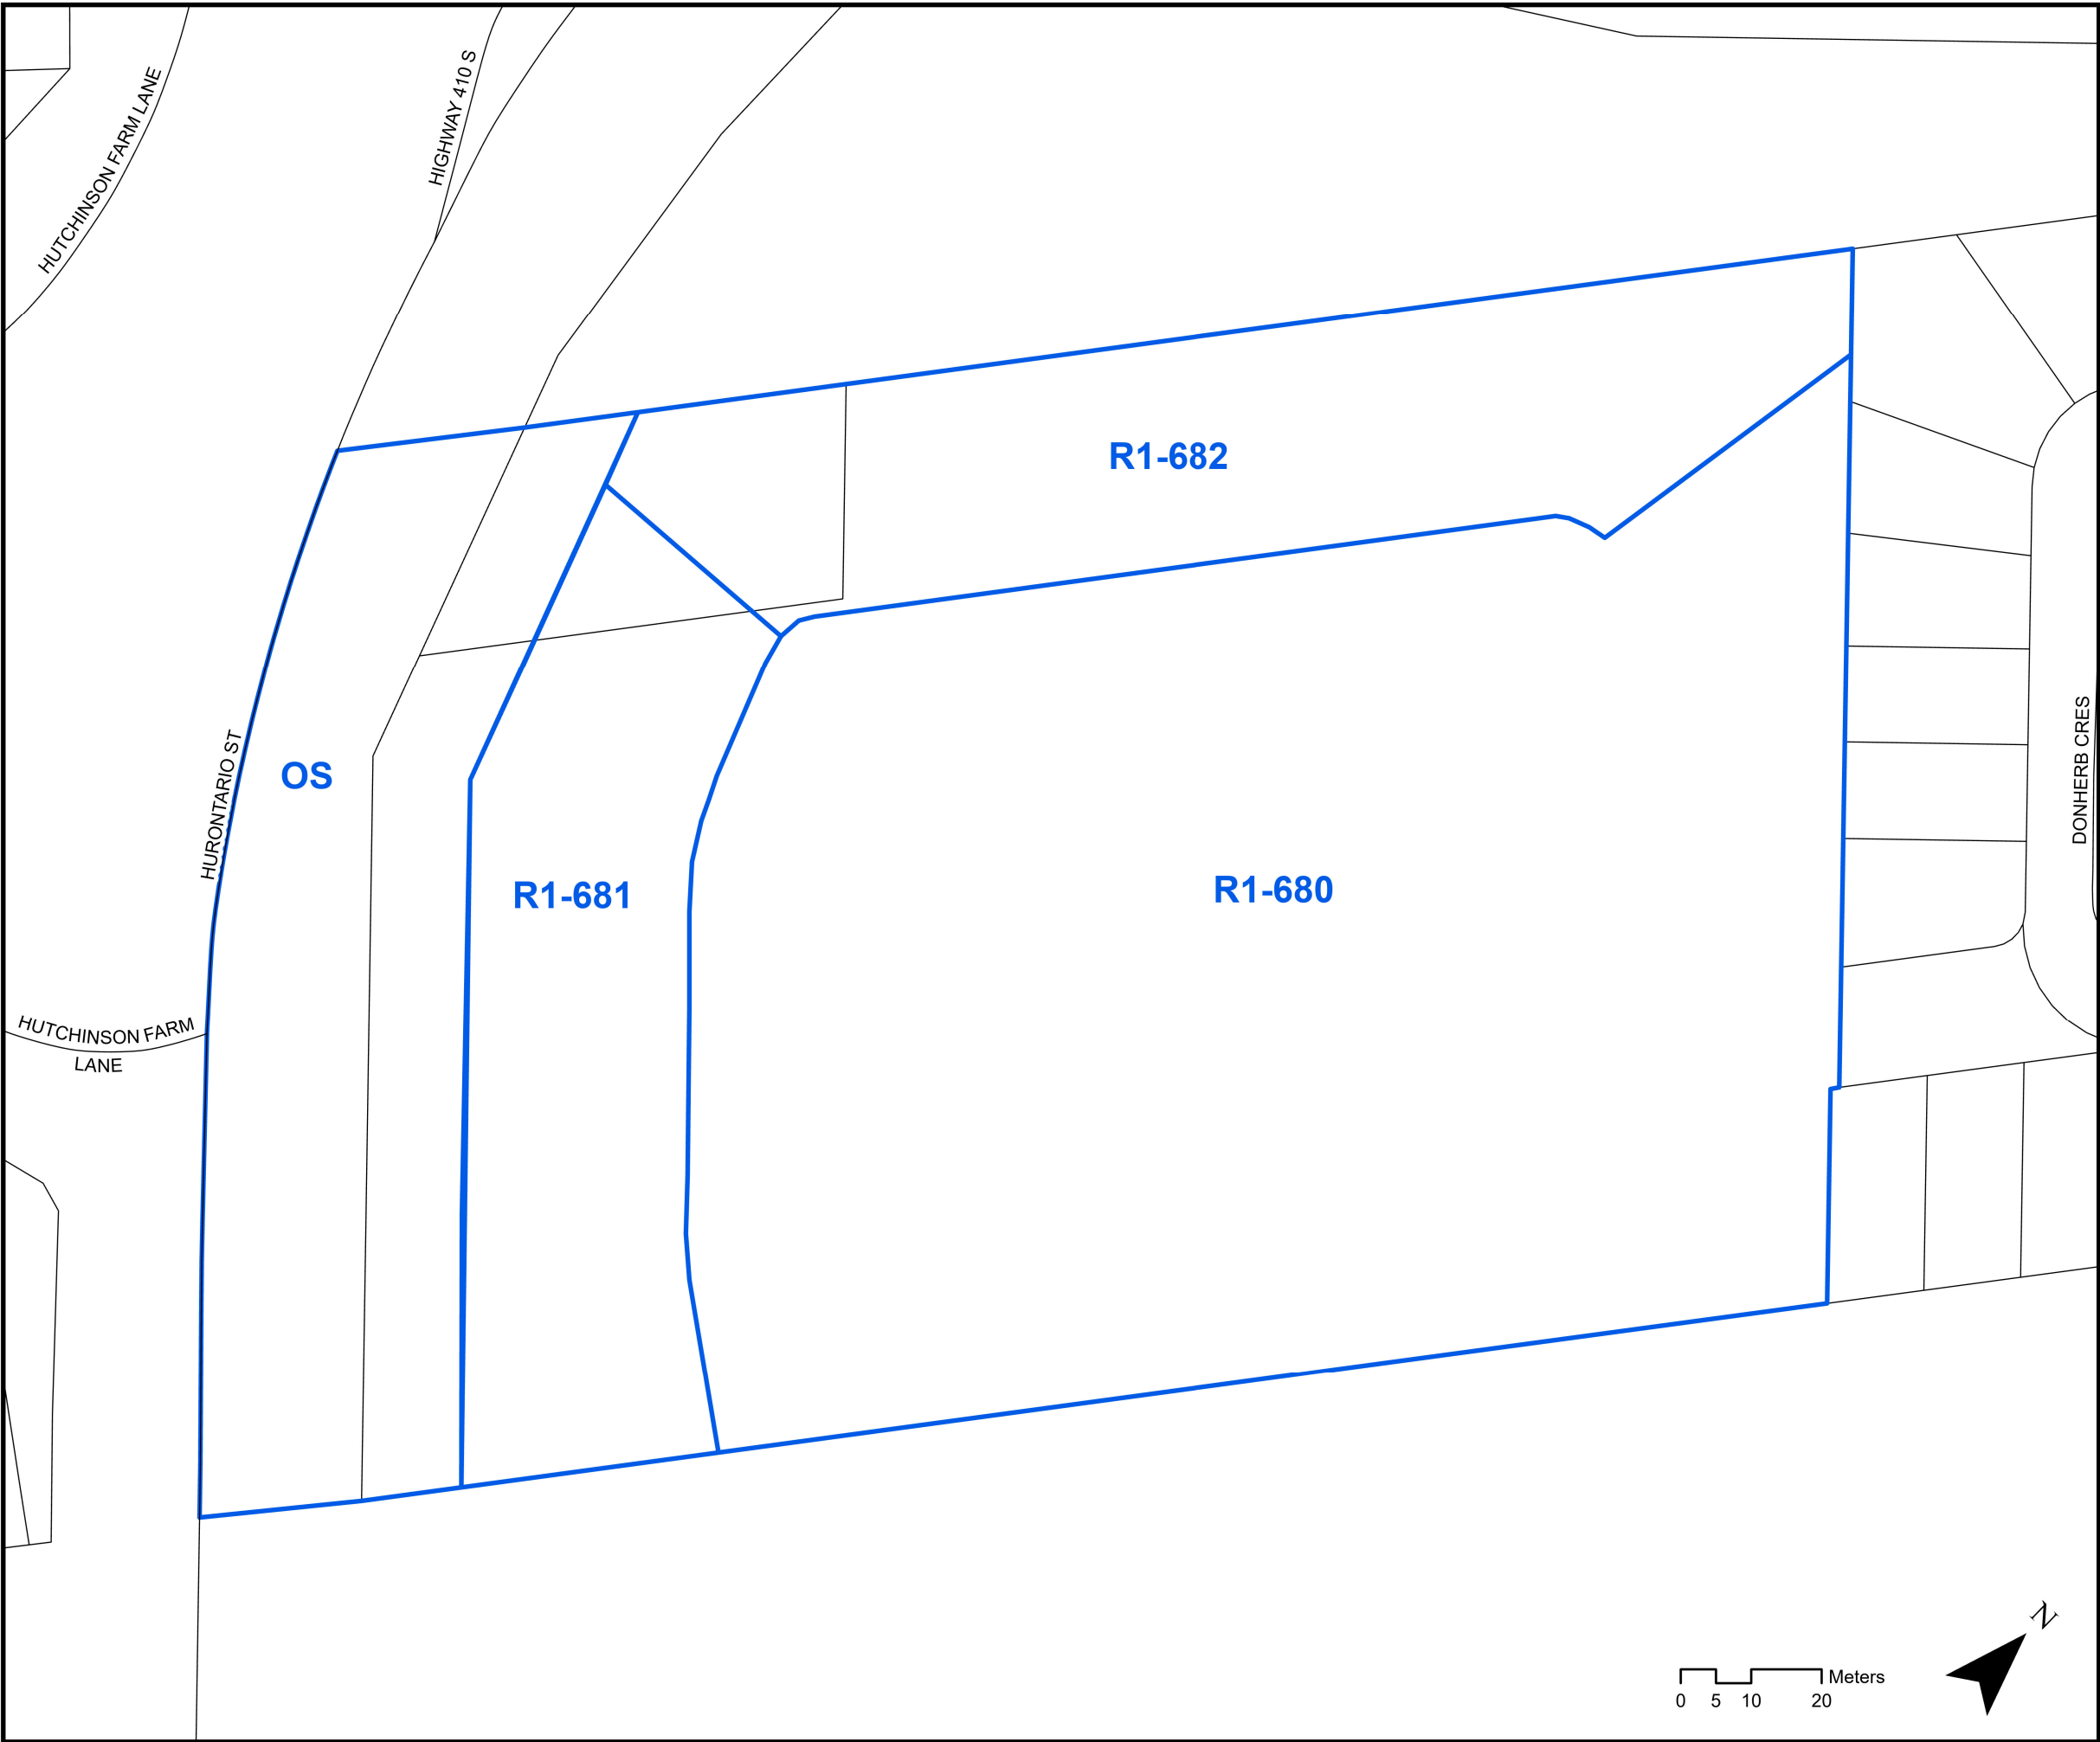 HUTCHINSON FARM LANE
HIGHWAY 410 S
R1-682
HURONTARIO ST
OS
DONHERB CRES
R1-681
R1-680
HUTCHINSON FARM
LANE
N
Meters
0 5 10 20